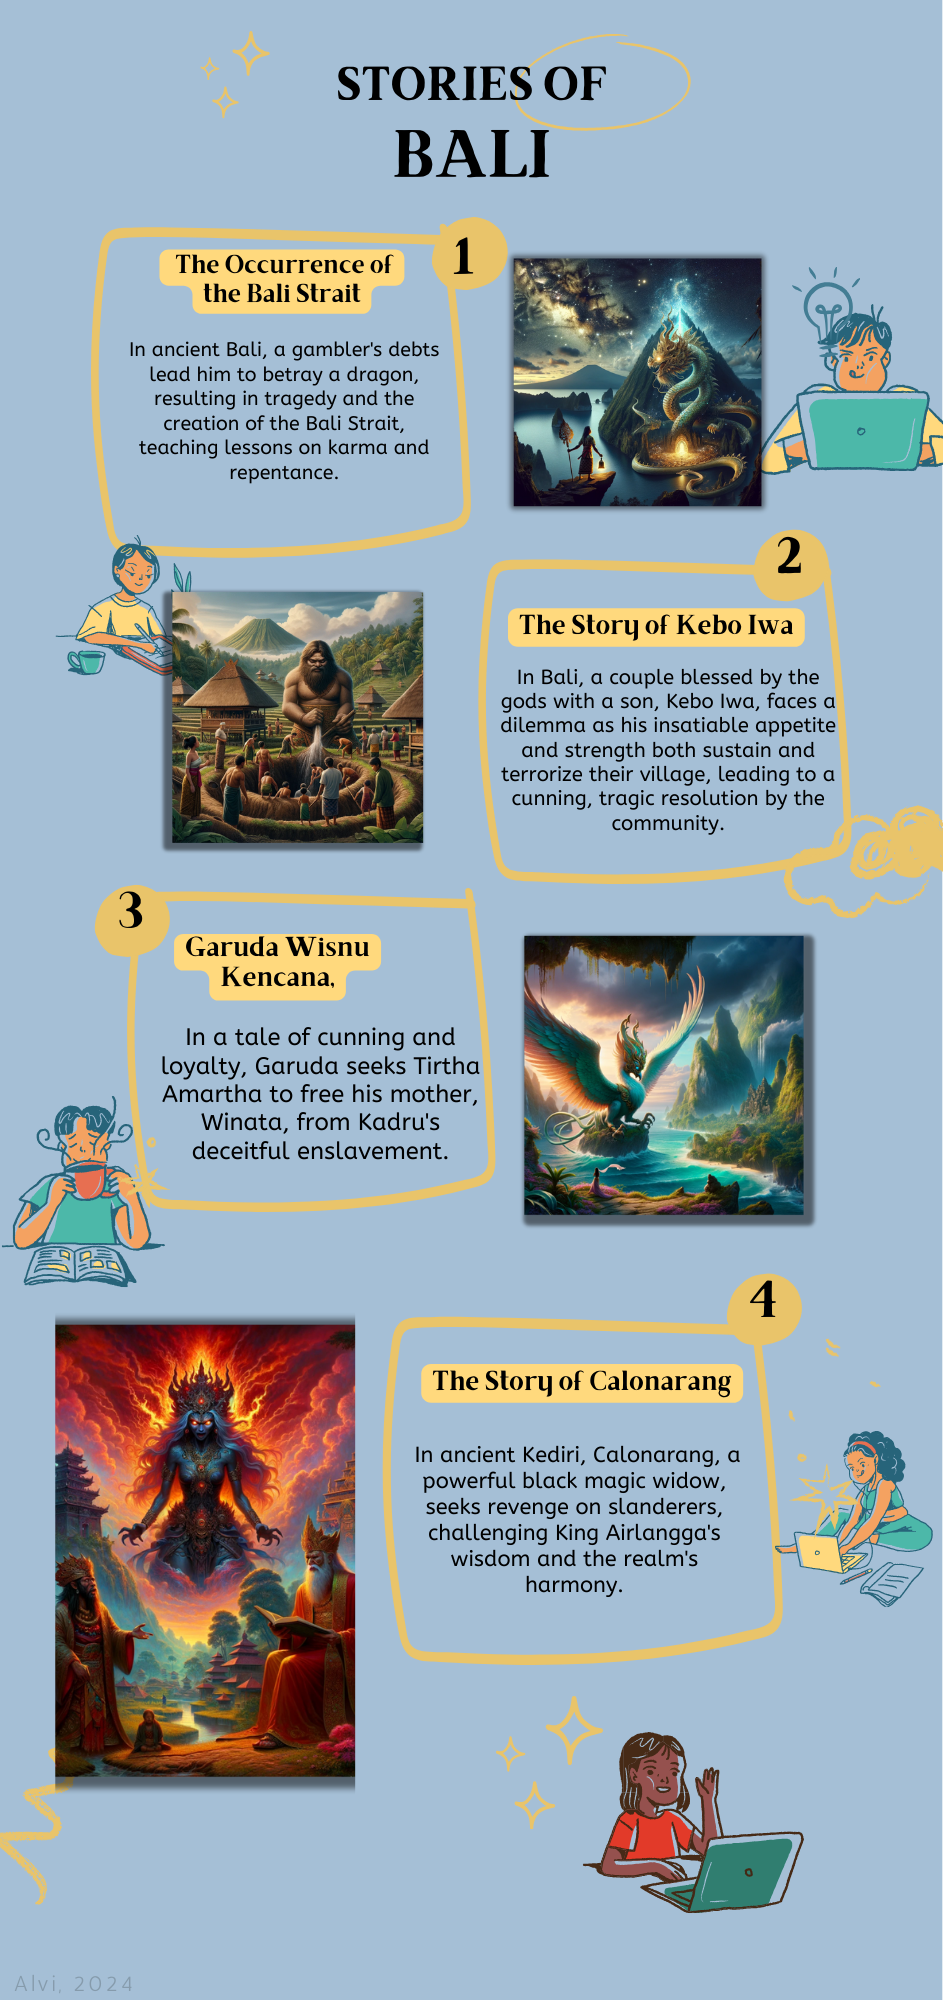 STORIES OF
BALI
1
The Occurrence of
the Bali Strait
In ancient Bali, a gambler's debts
lead him to betray a dragon,
resulting in tragedy and the
creation of the Bali Strait,
teaching lessons on karma and
repentance.
2
The Story of Kebo Iwa
In Bali, a couple blessed by the
gods with a son, Kebo Iwa, faces a
dilemma as his insatiable appetite
and strength both sustain and
terrorize their village, leading to a
cunning, tragic resolution by the
community.
3
Garuda Wisnu
Kencana,
In a tale of cunning and
loyalty, Garuda seeks Tirtha
Amartha to free his mother,
Winata, from Kadru's
deceitful enslavement.
4
The Story of Calonarang
In ancient Kediri, Calonarang, a
powerful black magic widow,
seeks revenge on slanderers,
challenging King Airlangga's
wisdom and the realm's
harmony.
Alvi, 2024